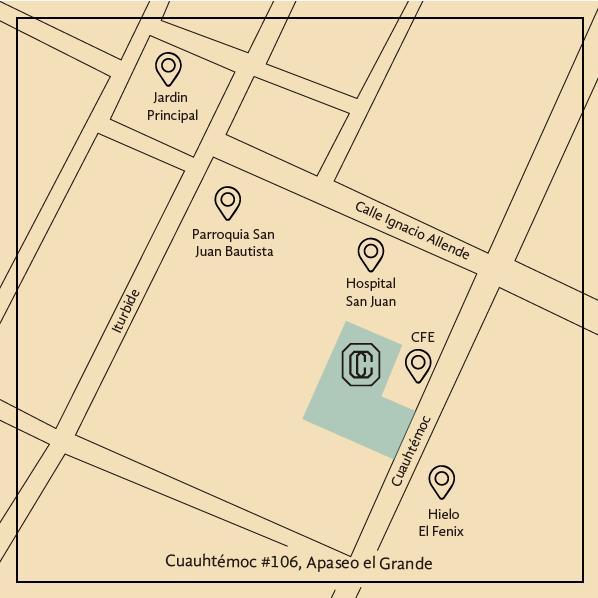 Jardin
Principal
Calle Ignacio Allende
Parroquia San
Juan Bautista
Hospital
San Juan
Iturbide
CFE
Cuauhtémoc
Hielo
El Fenix
Cuauhtémoc #106, Apaseo el Grande